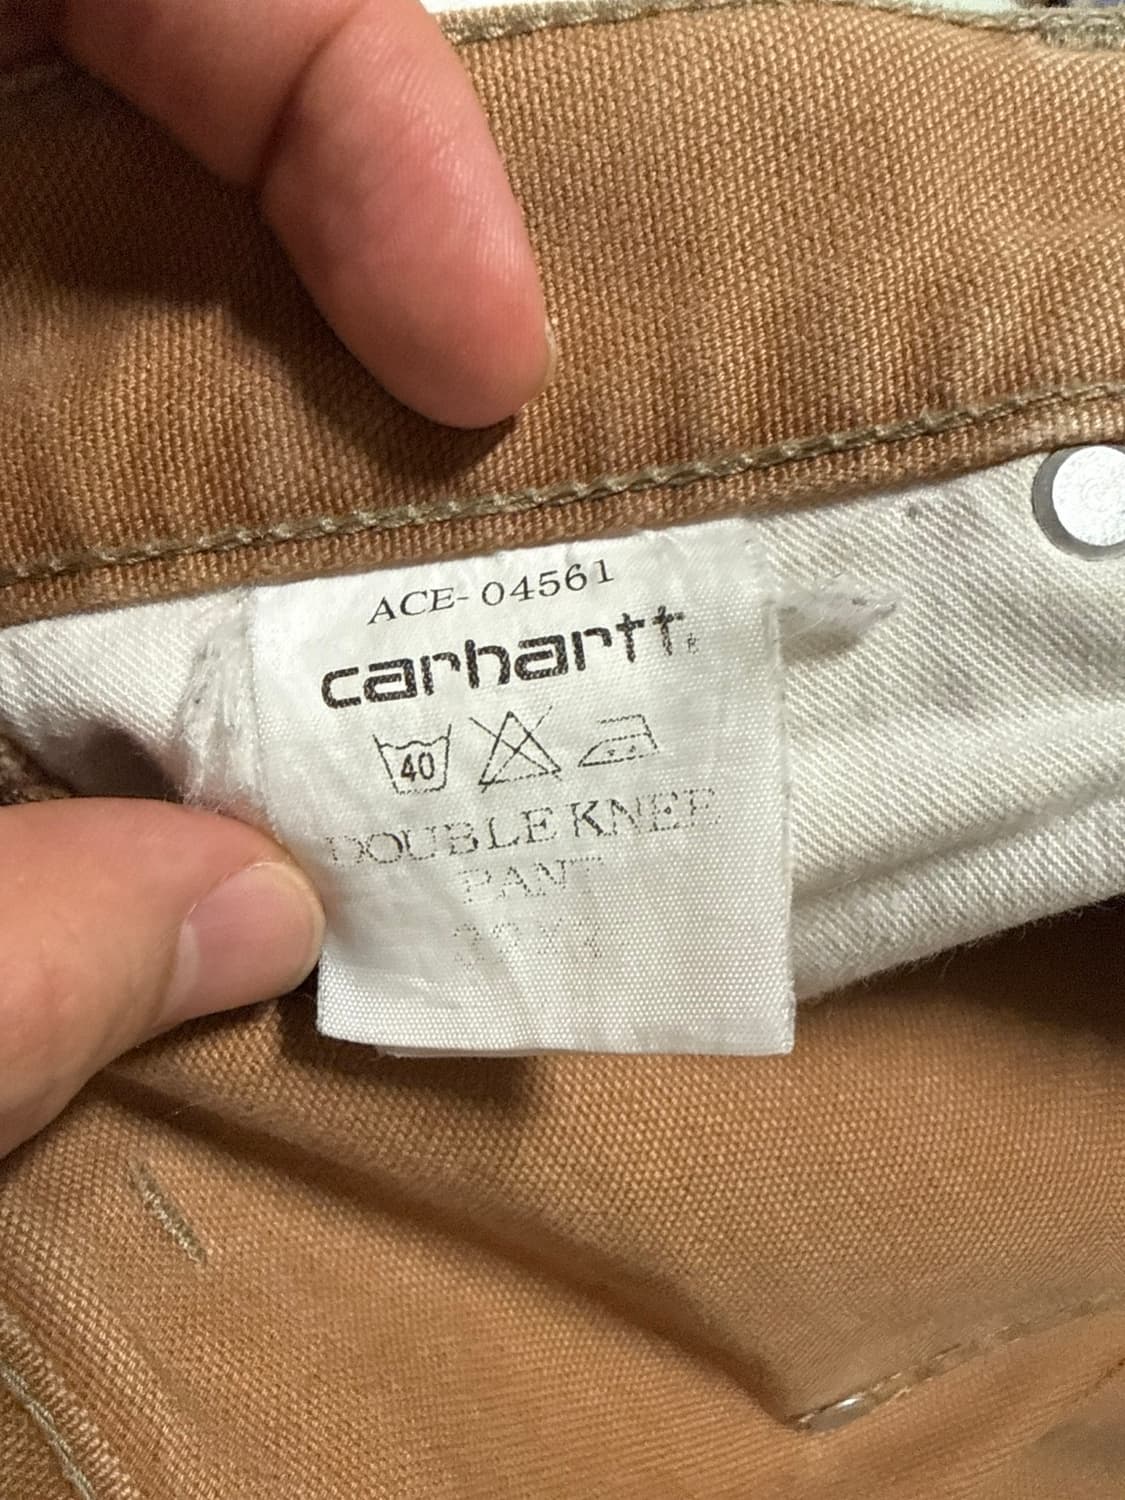 ACE-04561
carhartt®
40
DOUBLE KNEE
PANT